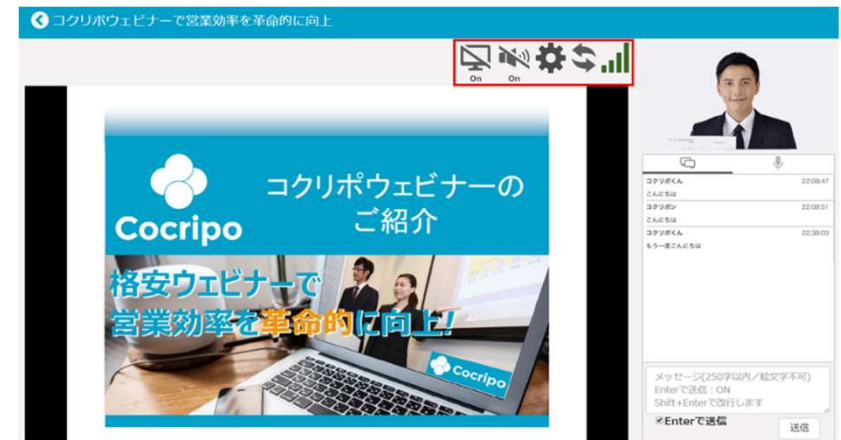 コクリポウェビナーで営業効率を革命的に向上
On
On
コクリポウェビナーの
ご紹介
Cocripo
格安ウェビナーで
営業効率を革命的に向上!
Cocripo
コクリポくん 22:08:47
こんにちは
コクリポン 22:08:51
こんにちは
コクリポくん 22:38:03
もう一度こんにちは
メッセージ(250字以内/絵文字不可)
Enterで送信：ON
Shift+Enterで改行します
Enterで送信
送信